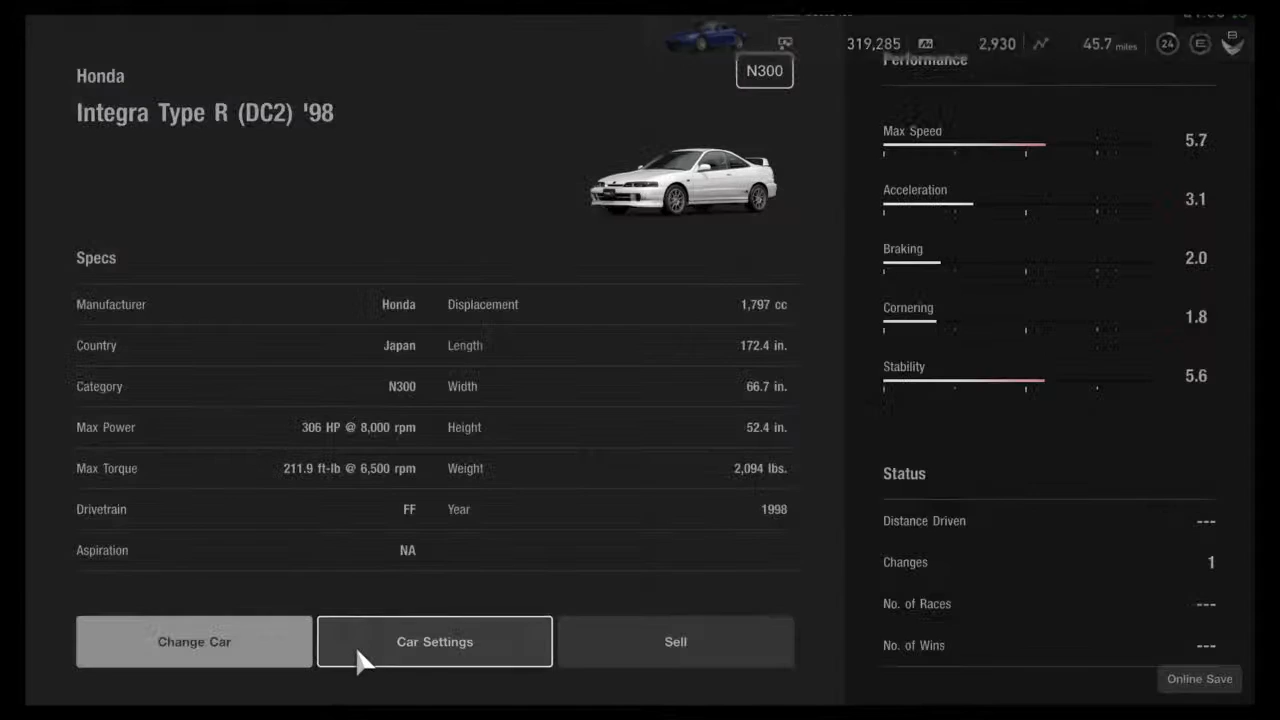 319,285
2,930
45.7 miles
24
E
B
Honda
N300
Integra Type R (DC2) '98
Specs
Manufacturer Honda Displacement 1,797 cc
Country Japan Length 172.4 in.
Category N300 Width 66.7 in.
Max Power 306 HP @ 8,000 rpm Height 52.4 in.
Max Torque 211.9 ft-lb @ 6,500 rpm Weight 2,094 lbs.
Drivetrain FF Year 1998
Aspiration NA
Change Car Car Settings Sell
Performance
Max Speed 5.7
Acceleration 3.1
Braking 2.0
Cornering 1.8
Stability 5.6
Status
Distance Driven ---
Changes 1
No. of Races ---
No. of Wins ---
Online Save